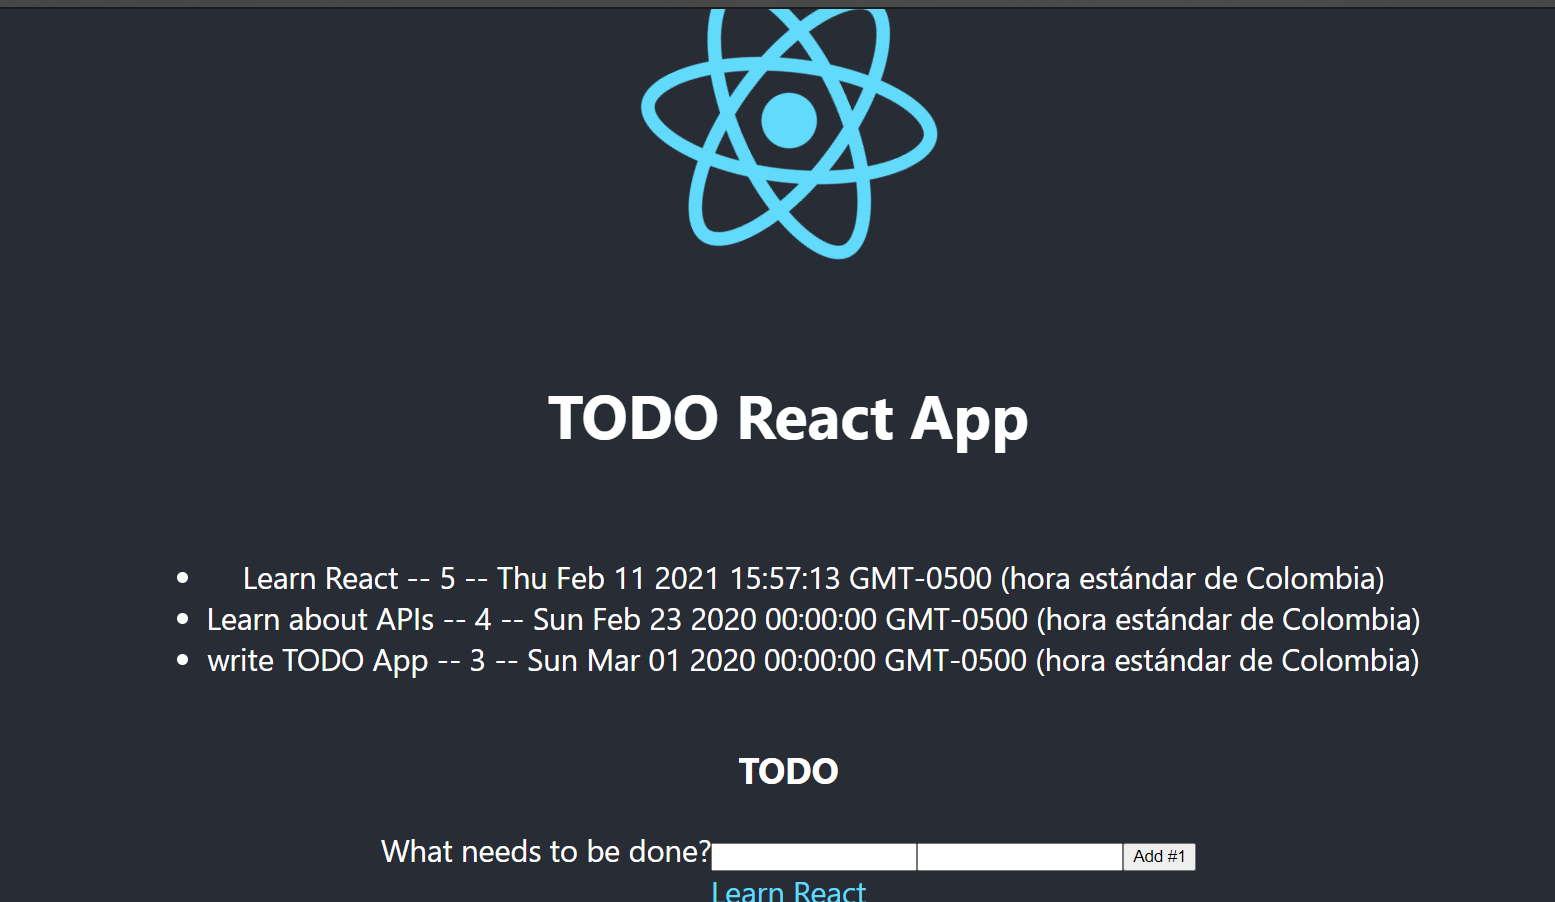 TODO React App
Learn React -- 5 -- Thu Feb 11 2021 15:57:13 GMT-0500 (hora estándar de Colombia)
Learn about APIs -- 4 -- Sun Feb 23 2020 00:00:00 GMT-0500 (hora estándar de Colombia)
write TODO App -- 3 -- Sun Mar 01 2020 00:00:00 GMT-0500 (hora estándar de Colombia)
TODO
What needs to be done? Add #1
Learn React